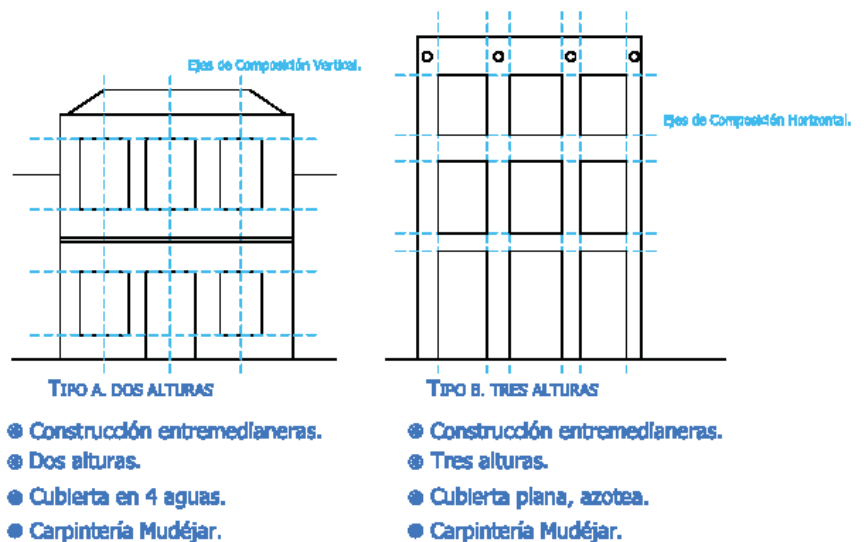 Ejes de Composición Vertical.
Ejes de Composición Horizontal.
TIPO A. DOS ALTURAS
Construcción entremedianeras.
Dos alturas.
Cubierta en 4 aguas.
Carpintería Mudéjar.
TIPO B. TRES ALTURAS
Construcción entremedianeras.
Tres alturas.
Cubierta plana, azotea.
Carpintería Mudéjar.